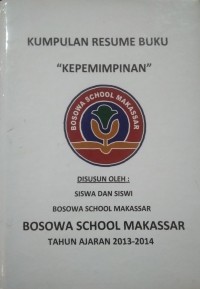 KUMPULAN RESUME BUKU
“KEPEMIMPINAN”
BOSOWA SCHOOL MAKASSAR
DISUSUN OLEH :
SISWA DAN SISWI
BOSOWA SCHOOL MAKASSAR
BOSOWA SCHOOL MAKASSAR
TAHUN AJARAN 2013-2014